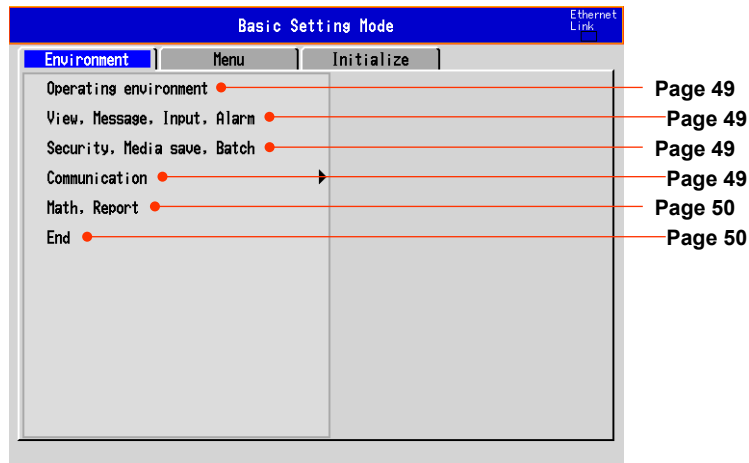 Basic Setting Mode
Ethernet
Link
Environment Menu Initialize
Operating environment Page 49
View, Message, Input, Alarm Page 49
Security, Media save, Batch Page 49
Communication Page 49
Math, Report Page 50
End Page 50